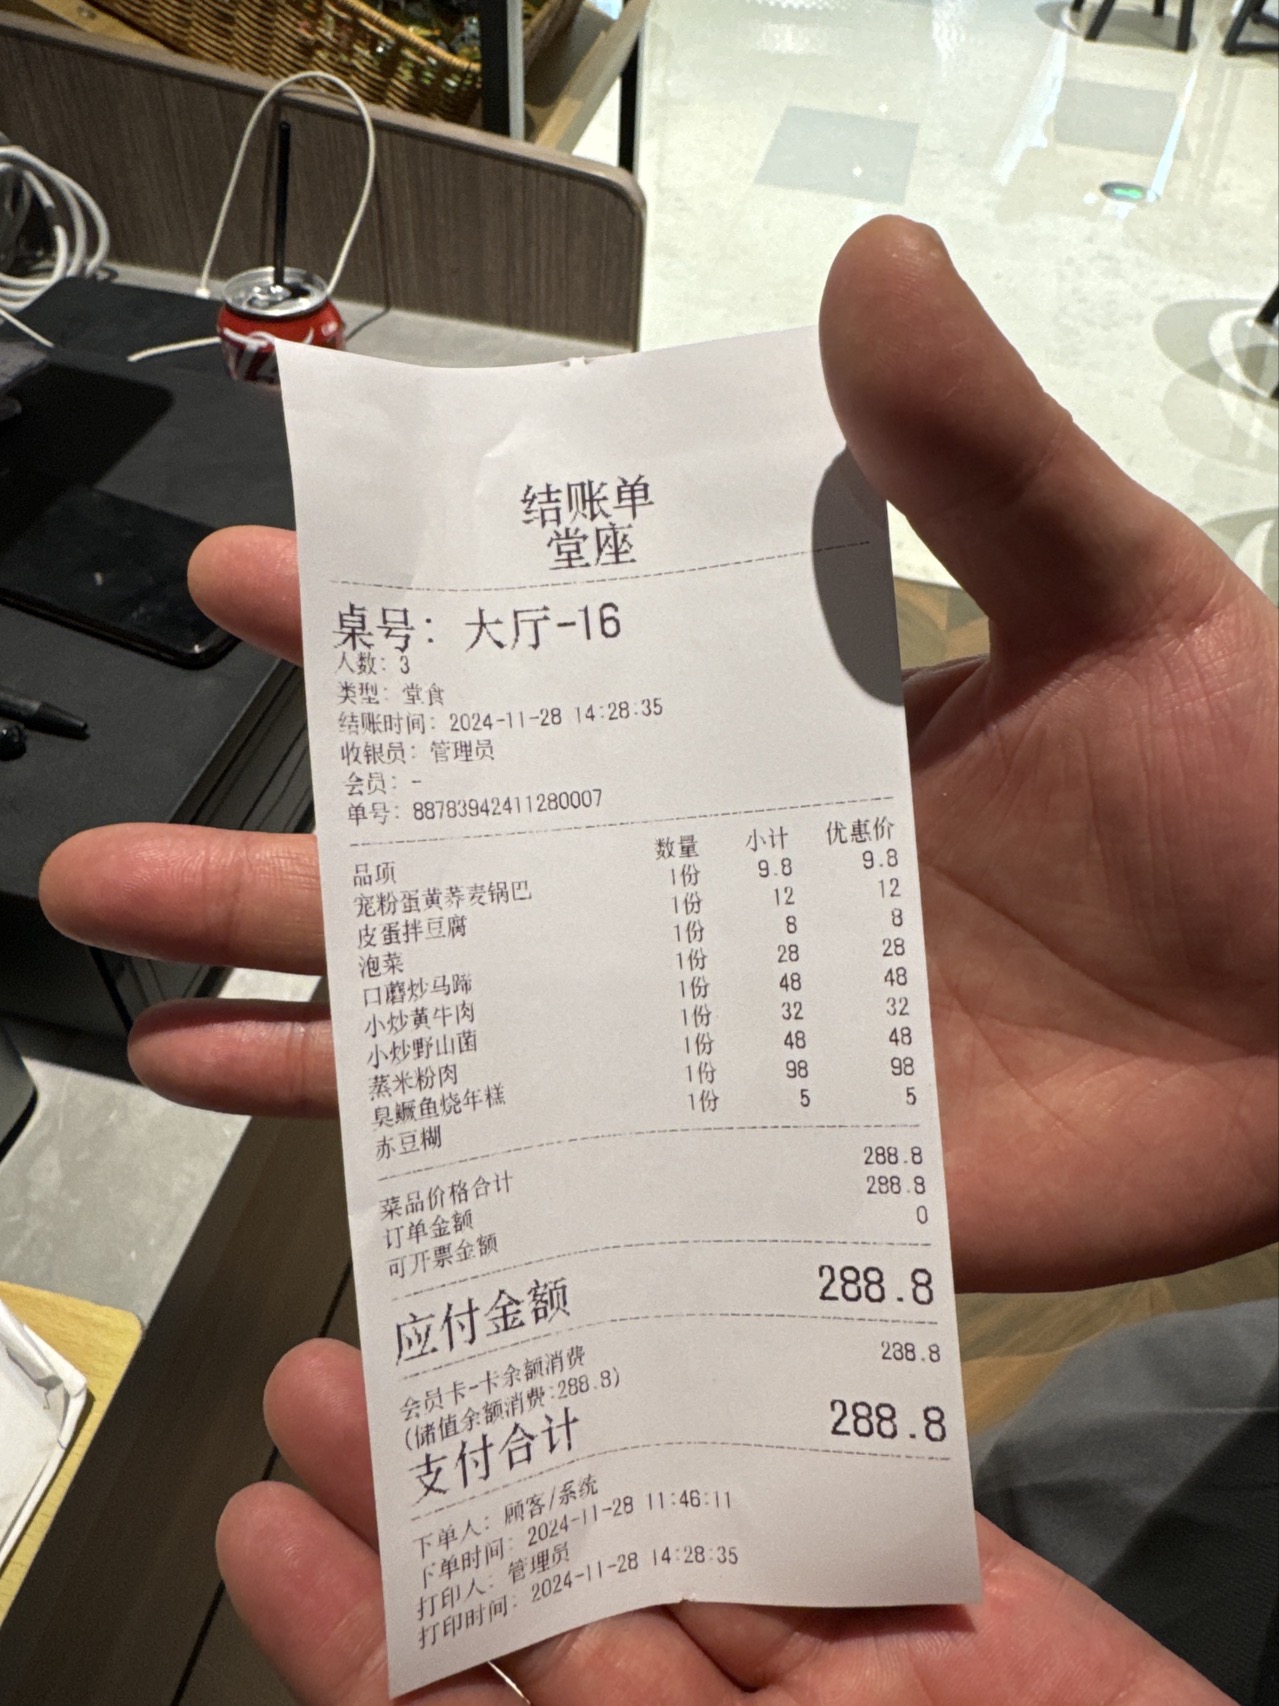 结账单
堂座
桌号：大厅-16
人数：3
类型：堂食
结账时间：2024-11-28 14:28:35
收银员：管理员
会员：-
单号：88783942411280007
品项 数量 小计 优惠价
宠粉蛋黄荞麦锅巴 1份 9.8 9.8
皮蛋拌豆腐 1份 12 12
泡菜 1份 8 8
口蘑炒马蹄 1份 28 28
小炒黄牛肉 1份 48 48
小炒野山菌 1份 32 32
蒸米粉肉 1份 48 48
臭鳜鱼烧年糕 1份 98 98
赤豆糊 1份 5 5
菜品价格合计 288.8
订单金额 288.8
可开票金额 0
应付金额 288.8
会员卡-卡余额消费 288.8
(储值余额消费:288.8)
支付合计 288.8
下单人：顾客/系统
下单时间：2024-11-28 11:46:11
打印人：管理员
打印时间：2024-11-28 14:28:35